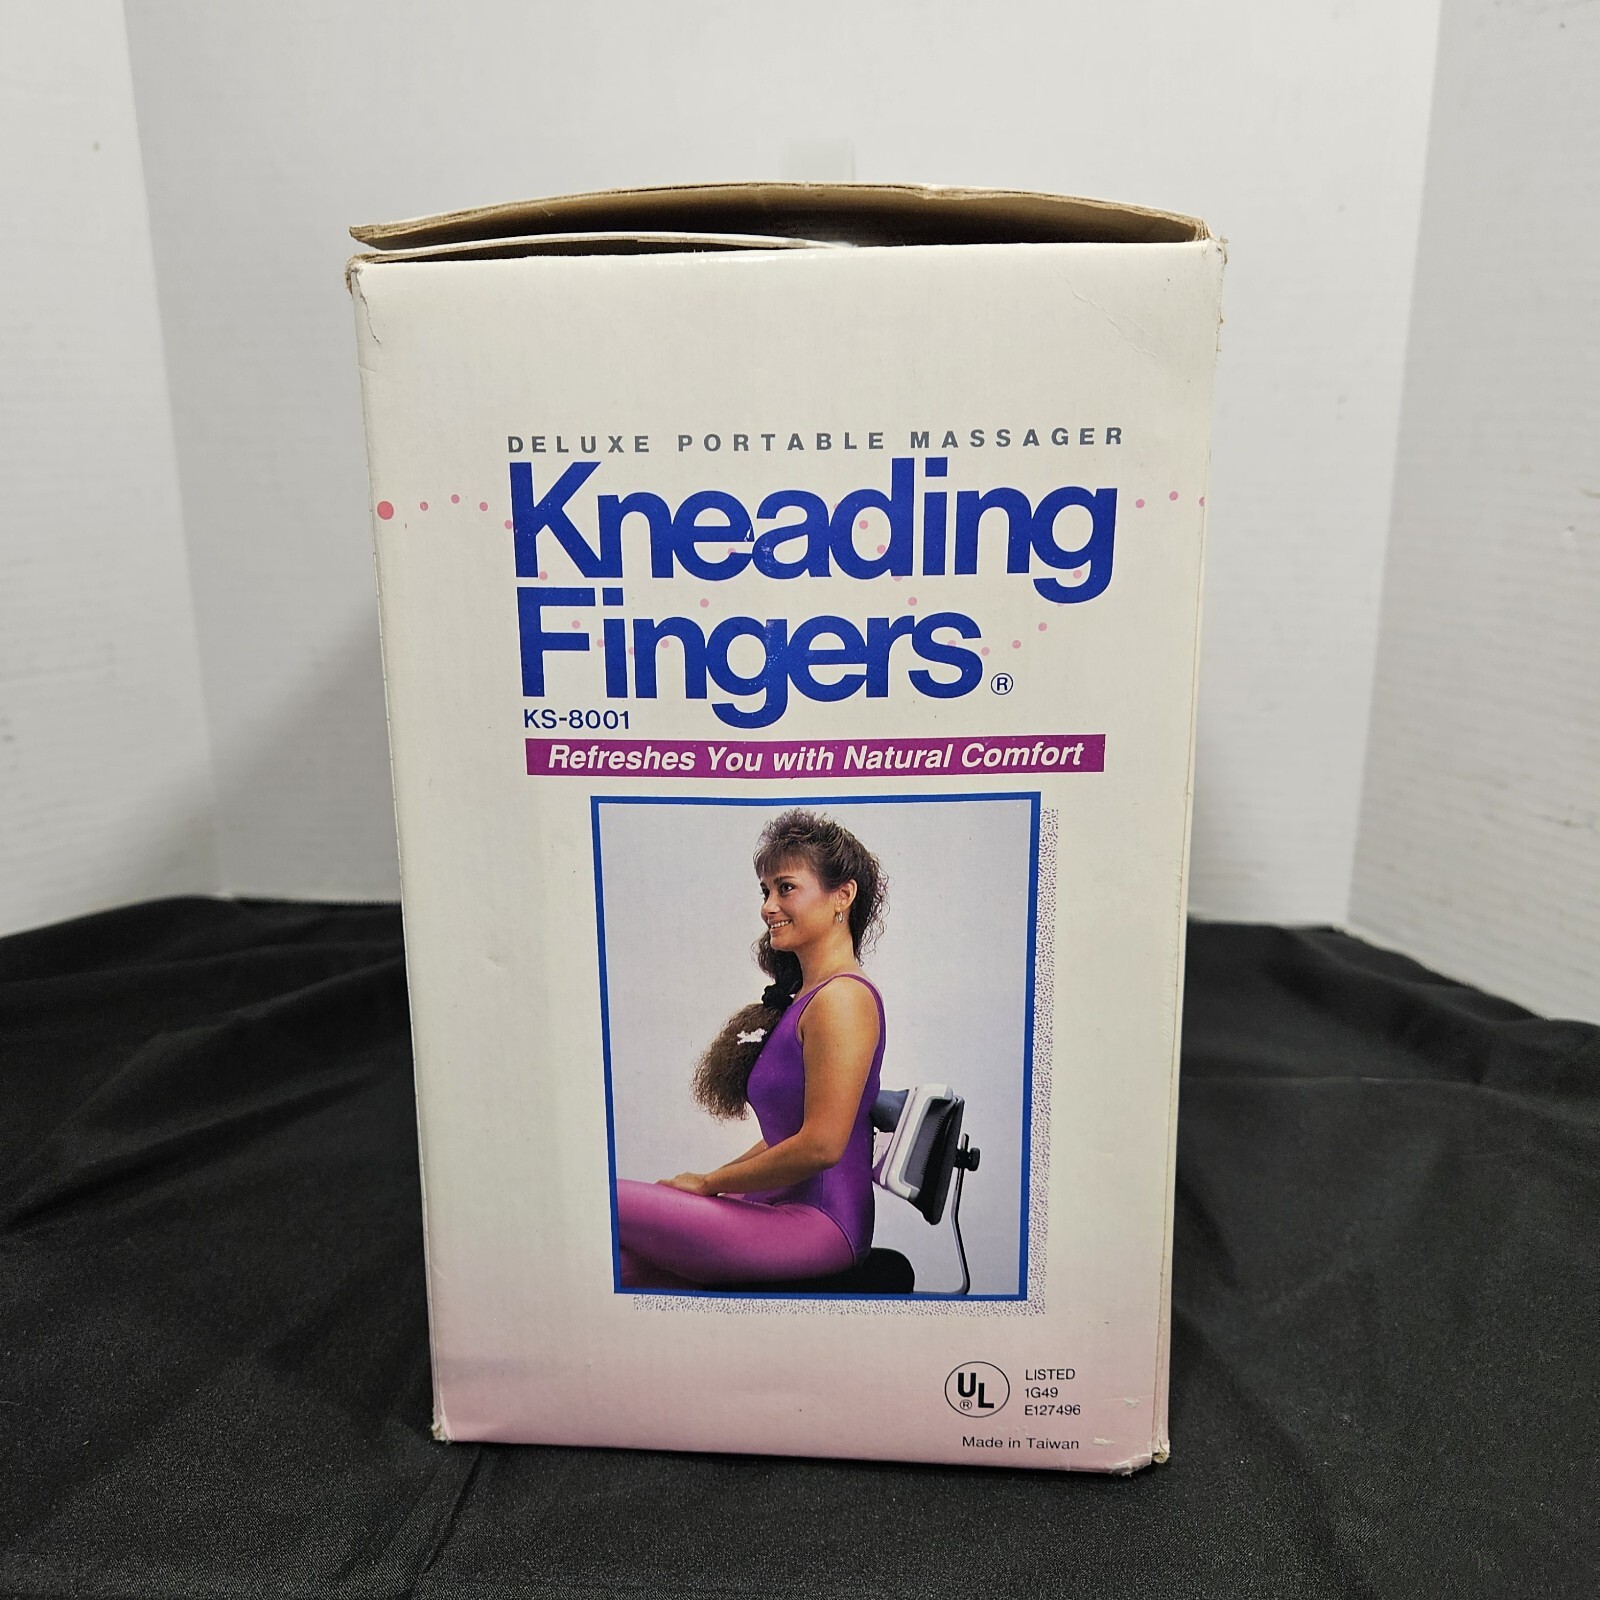 DELUXE PORTABLE MASSAGER
Kneading
Fingers®
KS-8001
Refreshes You with Natural Comfort
UL®
LISTED
1G49
E127496
Made in Taiwan